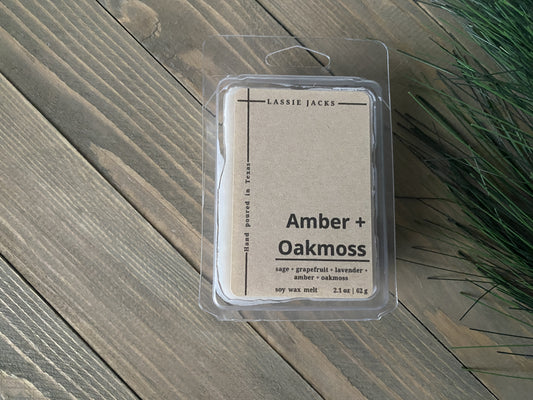 LASSIE JACKS
Hand poured in Texas
Amber +
Oakmoss
sage + grapefruit + lavender +
amber + oakmoss
soy wax melt 2.1 oz | 62 g